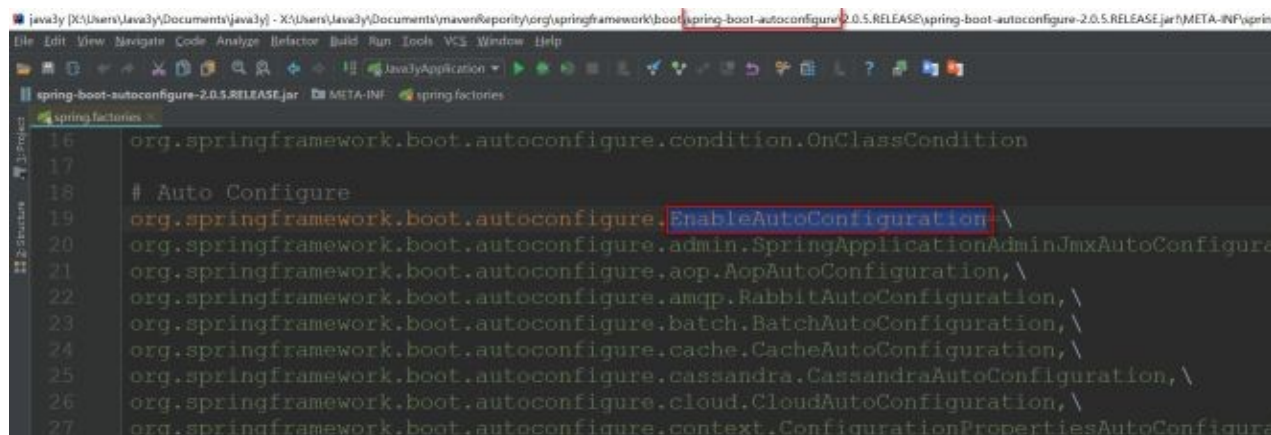 java3y [X:\Users\Java3y\Documents\java3y] - X:\Users\Java3y\Documents\mavenRepority\org\springframework\boot\spring-boot-autoconfigure\2.0.5.RELEASE\spring-boot-autoconfigure-2.0.5.RELEASE.jar!\META-INF\sprin
File Edit View Navigate Code Analyze Refactor Build Run Tools VCS Window Help
Java3yApplication
spring-boot-autoconfigure-2.0.5.RELEASE.jar META-INF spring.factories
spring.factories
1: Project
2: Structure
16 org.springframework.boot.autoconfigure.condition.OnClassCondition
17
18 # Auto Configure
19 org.springframework.boot.autoconfigure.EnableAutoConfiguration=\
20 org.springframework.boot.autoconfigure.admin.SpringApplicationAdminJmxAutoConfigura
21 org.springframework.boot.autoconfigure.aop.AopAutoConfiguration,\
22 org.springframework.boot.autoconfigure.amqp.RabbitAutoConfiguration,\
23 org.springframework.boot.autoconfigure.batch.BatchAutoConfiguration,\
24 org.springframework.boot.autoconfigure.cache.CacheAutoConfiguration,\
25 org.springframework.boot.autoconfigure.cassandra.CassandraAutoConfiguration,\
26 org.springframework.boot.autoconfigure.cloud.CloudAutoConfiguration,\
27 org.springframework.boot.autoconfigure.context.ConfigurationPropertiesAutoConfigura